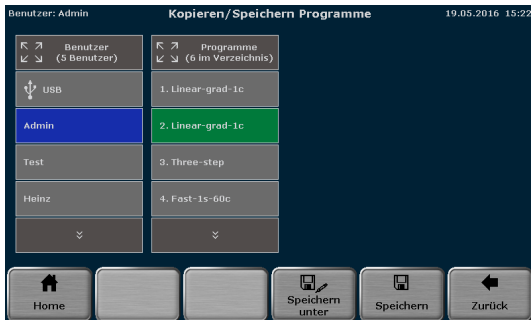 Benutzer: Admin
Kopieren/Speichern Programme
19.05.2016 15:22
Benutzer
(5 Benutzer)
USB
Admin
Test
Heinz
Programme
(6 im Verzeichnis)
1. Linear-grad-1c
2. Linear-grad-1c
3. Three-step
4. Fast-1s-60c
Home
Speichern
unter
Speichern
Zurück